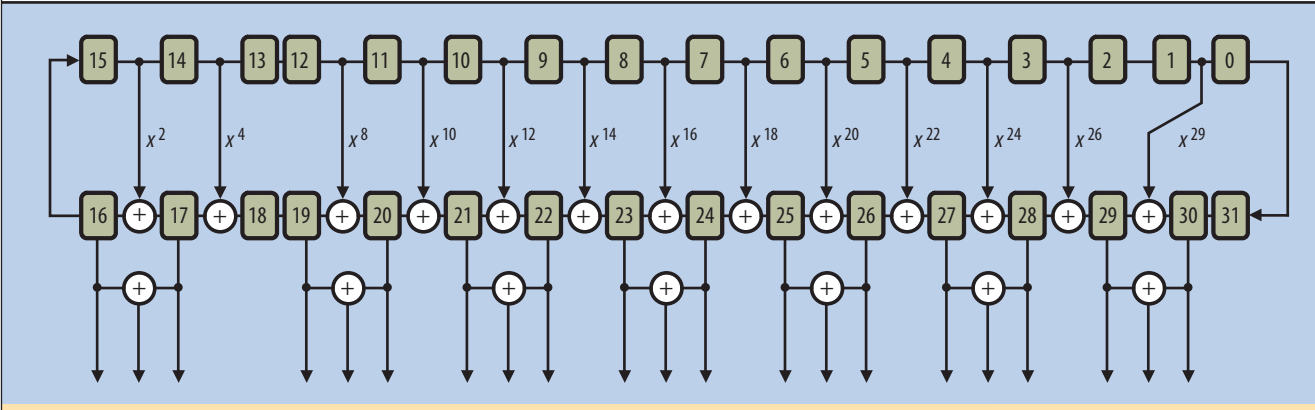 15 14 13 12 11 10 9 8 7 6 5 4 3 2 1 0
x² x⁴ x⁸ x¹⁰ x¹² x¹⁴ x¹⁶ x¹⁸ x²⁰ x²² x²⁴ x²⁶ x²⁹
16 + 17 + 18 19 + 20 + 21 + 22 + 23 + 24 + 25 + 26 + 27 + 28 + 29 + 30 31
+ + + + + + +